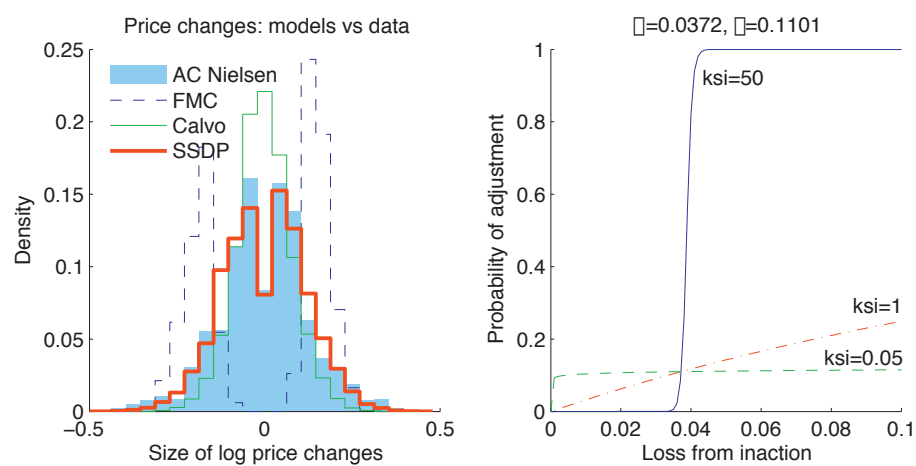 Price changes: models vs data
0.25
0.2
0.15
0.1
0.05
0
Density
AC Nielsen
FMC
Calvo
SSDP
−0.5
0
0.5
Size of log price changes
▯=0.0372, ▯=0.1101
1
0.8
0.6
0.4
0.2
0
Probability of adjustment
ksi=50
ksi=1
ksi=0.05
0
0.02
0.04
0.06
0.08
0.1
Loss from inaction